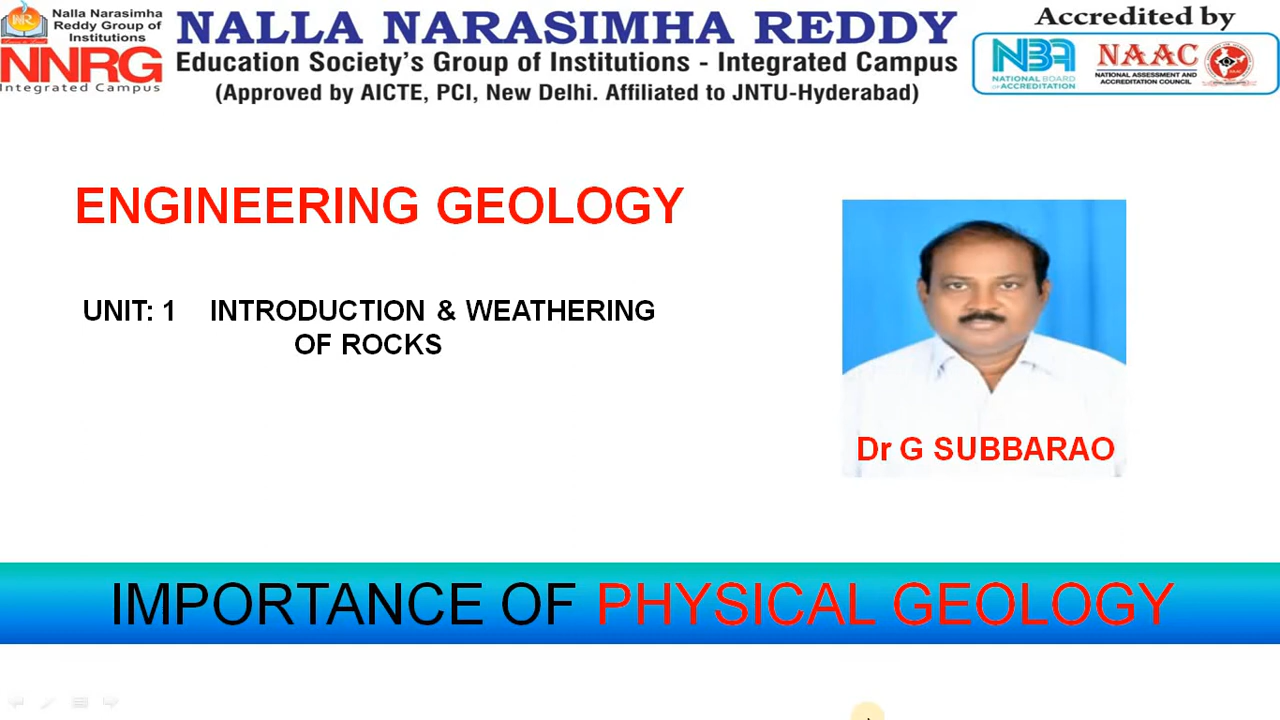 Nalla Narasimha
Reddy Group of
Institutions
NNRG
Integrated Campus
NALLA NARASIMHA REDDY
Education Society's Group of Institutions - Integrated Campus
(Approved by AICTE, PCI, New Delhi. Affiliated to JNTU-Hyderabad)
Accredited by
NBA
NATIONAL BOARD
OF ACCREDITATION
NAAC
NATIONAL ASSESSMENT AND
ACCREDITATION COUNCIL
ENGINEERING GEOLOGY
UNIT: 1 INTRODUCTION & WEATHERING
OF ROCKS
Dr G SUBBARAO
IMPORTANCE OF PHYSICAL GEOLOGY